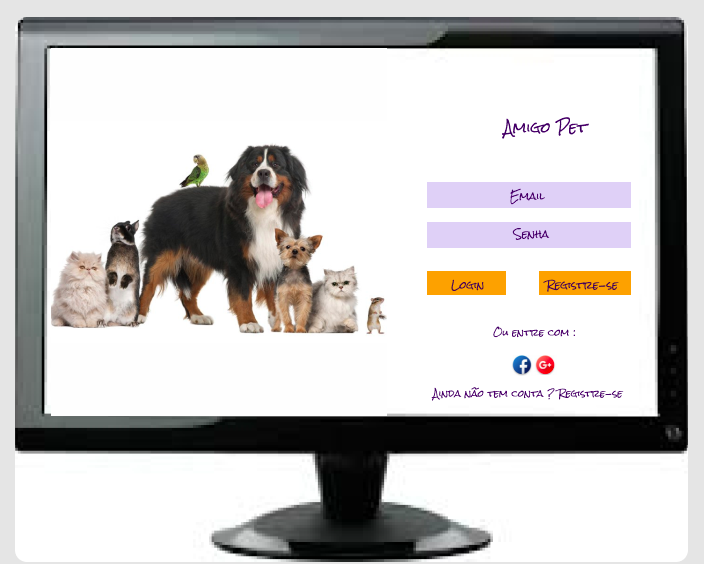 Amigo Pet
Email
Senha
Login Registre-se
Ou entre com :
f G+
Ainda não tem conta ? Registre-se